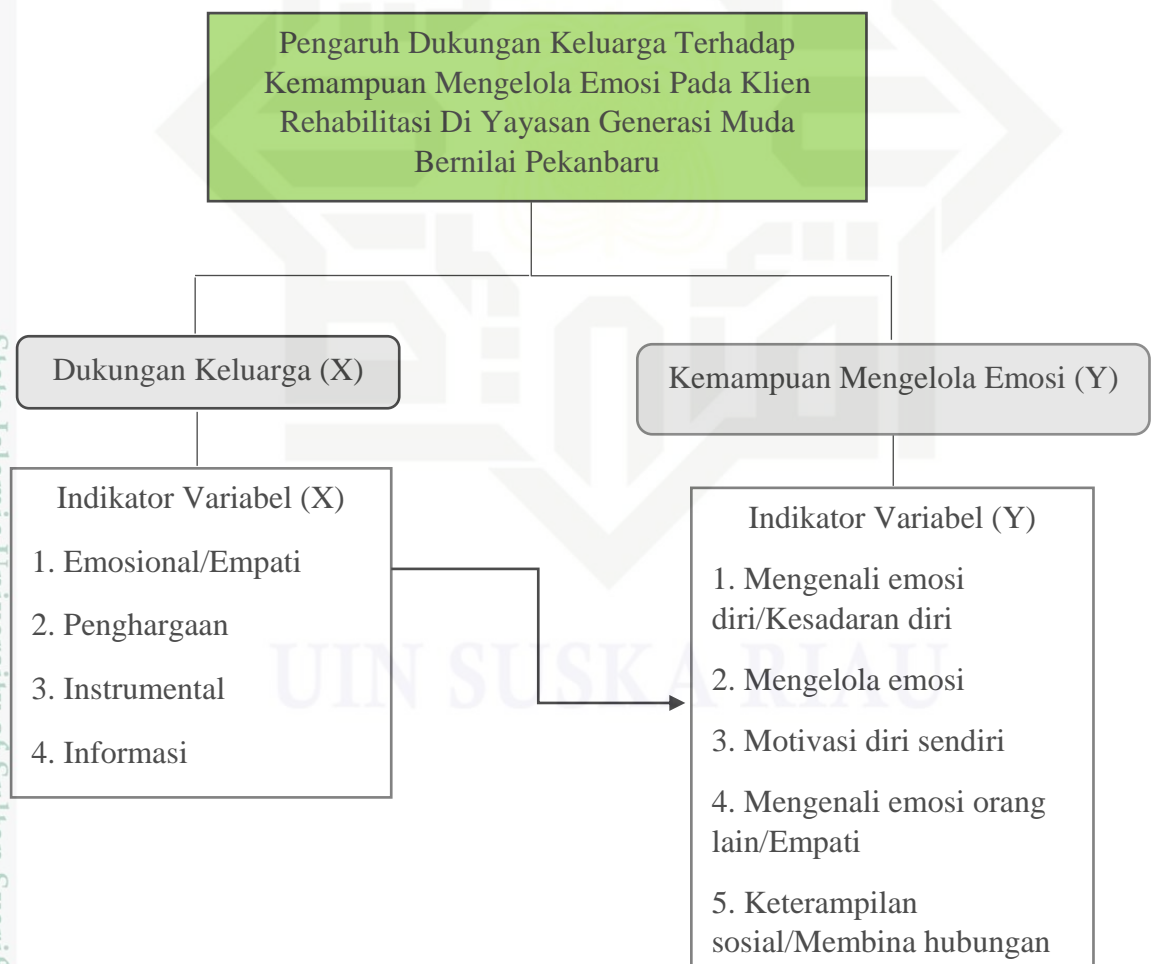 Pengaruh Dukungan Keluarga Terhadap
Kemampuan Mengelola Emosi Pada Klien
Rehabilitasi Di Yayasan Generasi Muda
Bernilai Pekanbaru
Dukungan Keluarga (X)
Kemampuan Mengelola Emosi (Y)
Indikator Variabel (X)
1. Emosional/Empati
2. Penghargaan
3. Instrumental
4. Informasi
Indikator Variabel (Y)
1. Mengenali emosi
diri/Kesadaran diri
2. Mengelola emosi
3. Motivasi diri sendiri
4. Mengenali emosi orang
lain/Empati
5. Keterampilan
sosial/Membina hubungan
UIN SUSKA RIAU